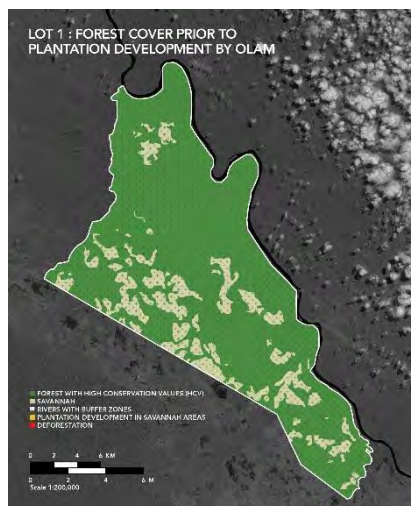 LOT 1 : FOREST COVER PRIOR TO
PLANTATION DEVELOPMENT BY OLAM
FOREST WITH HIGH CONSERVATION VALUES (HCV)
SAVANNAH
RIVERS WITH BUFFER ZONES
PLANTATION DEVELOPMENT IN SAVANNAH AREAS
DEFORESTATION
0 2 4 6 KM
0 2 4 6 M
Scale 1:200,000